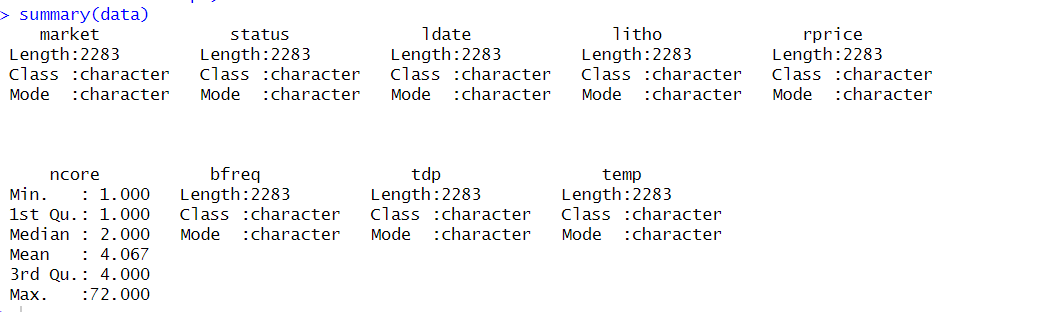 > summary(data)
    market             status             ldate              litho              rprice
 Length:2283        Length:2283        Length:2283        Length:2283        Length:2283
 Class :character   Class :character   Class :character   Class :character   Class :character
 Mode  :character   Mode  :character   Mode  :character   Mode  :character   Mode  :character
     ncore           bfreq               tdp                temp
 Min.   : 1.000   Length:2283        Length:2283        Length:2283
 1st Qu.: 1.000   Class :character   Class :character   Class :character
 Median : 2.000   Mode  :character   Mode  :character   Mode  :character
 Mean   : 4.067
 3rd Qu.: 4.000
 Max.   :72.000